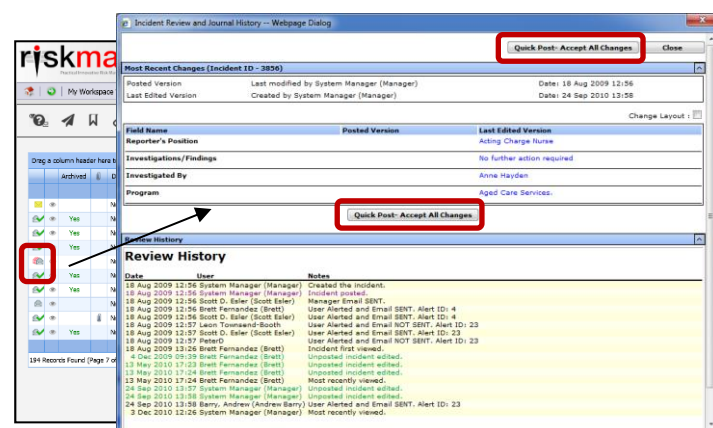 Incident Review and Journal History -- Webpage Dialog
riskma
My Workspace
Drag a column header here t
Archived D
Yes
Yes
Yes
Yes
Yes
194 Records Found (Page 7 of
Quick Post- Accept All Changes Close
Most Recent Changes (Incident ID - 3856)
Posted Version Last modified by System Manager (Manager) Date: 18 Aug 2009 12:56
Last Edited Version Created by System Manager (Manager) Date: 24 Sep 2010 13:58
Change Layout :
Field Name Posted Version Last Edited Version
Reporter's Position Acting Charge Nurse
Investigations/Findings No further action required
Investigated By Anne Hayden
Program Aged Care Services.
Quick Post- Accept All Changes
Review History
Review History
Date User Notes
18 Aug 2009 12:56 System Manager (Manager) Created the incident.
18 Aug 2009 12:56 System Manager (Manager) Incident posted.
18 Aug 2009 12:56 Scott D. Esler (Scott Esler) Manager Email SENT.
18 Aug 2009 12:56 Brett Fernandez (Brett) User Alerted and Email SENT. Alert ID: 4
18 Aug 2009 12:56 Scott D. Esler (Scott Esler) User Alerted and Email SENT. Alert ID: 4
18 Aug 2009 12:57 Leon Townsend-Booth User Alerted and Email NOT SENT. Alert ID: 23
18 Aug 2009 12:57 Scott D. Esler (Scott Esler) User Alerted and Email SENT. Alert ID: 23
18 Aug 2009 12:57 PeterD User Alerted and Email NOT SENT. Alert ID: 23
18 Aug 2009 13:26 Brett Fernandez (Brett) Incident first viewed.
4 Dec 2009 09:39 Brett Fernandez (Brett) Unposted incident edited.
13 May 2010 17:23 Brett Fernandez (Brett) Unposted incident edited.
13 May 2010 17:24 Brett Fernandez (Brett) Unposted incident edited.
13 May 2010 17:24 Brett Fernandez (Brett) Most recently viewed.
24 Sep 2010 13:57 System Manager (Manager) Unposted incident edited.
24 Sep 2010 13:58 System Manager (Manager) Unposted incident edited.
24 Sep 2010 13:58 Barry, Andrew (Andrew Barry) User Alerted and Email SENT. Alert ID: 23
3 Dec 2010 12:26 System Manager (Manager) Most recently viewed.